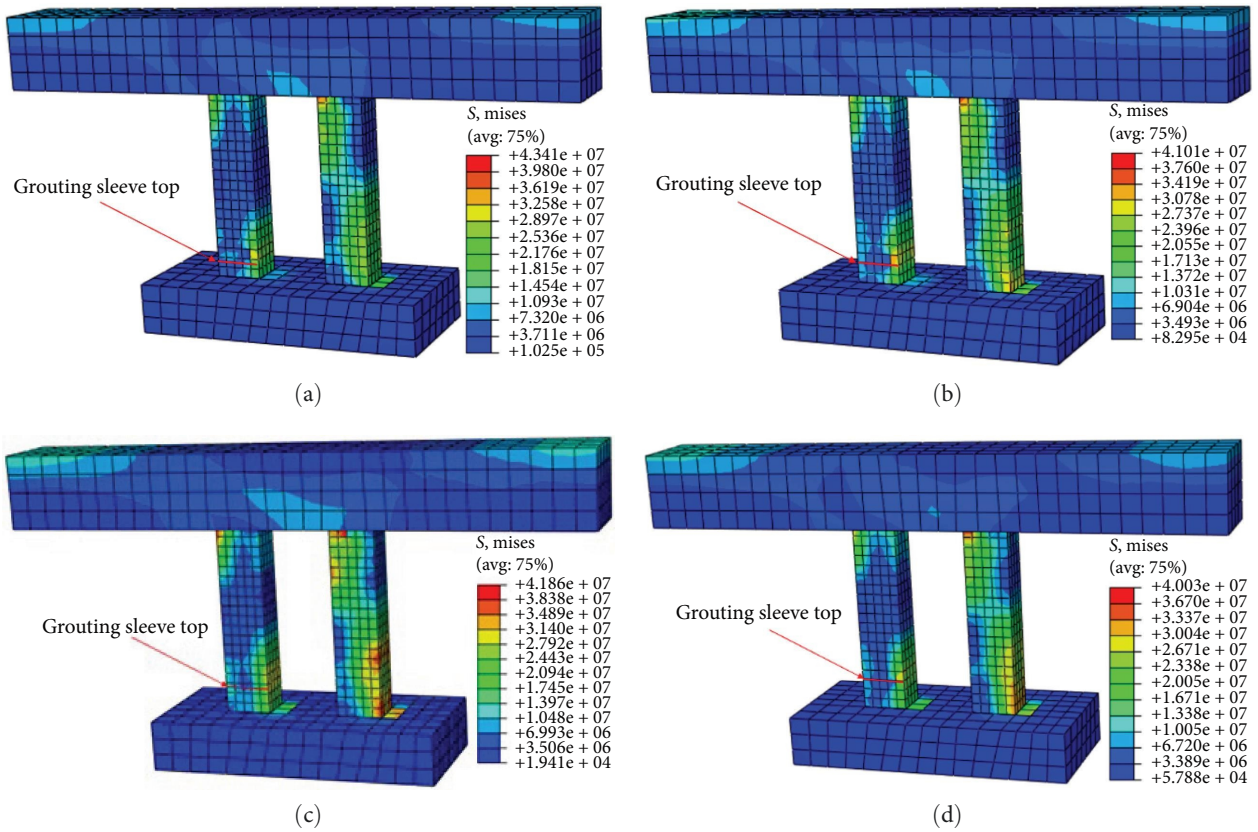 S, mises
(avg: 75%)
+4.341e + 07
+3.980e + 07
+3.619e + 07
+3.258e + 07
+2.897e + 07
+2.536e + 07
+2.176e + 07
+1.815e + 07
+1.454e + 07
+1.093e + 07
+7.320e + 06
+3.711e + 06
+1.025e + 05
Grouting sleeve top
(a)
S, mises
(avg: 75%)
+4.101e + 07
+3.760e + 07
+3.419e + 07
+3.078e + 07
+2.737e + 07
+2.396e + 07
+2.055e + 07
+1.713e + 07
+1.372e + 07
+1.031e + 07
+6.904e + 06
+3.493e + 06
+8.295e + 04
Grouting sleeve top
(b)
S, mises
(avg: 75%)
+4.186e + 07
+3.838e + 07
+3.489e + 07
+3.140e + 07
+2.792e + 07
+2.443e + 07
+2.094e + 07
+1.745e + 07
+1.397e + 07
+1.048e + 07
+6.993e + 06
+3.506e + 06
+1.941e + 04
Grouting sleeve top
(c)
S, mises
(avg: 75%)
+4.003e + 07
+3.670e + 07
+3.337e + 07
+3.004e + 07
+2.671e + 07
+2.338e + 07
+2.005e + 07
+1.671e + 07
+1.338e + 07
+1.005e + 07
+6.720e + 06
+3.389e + 06
+5.788e + 04
Grouting sleeve top
(d)